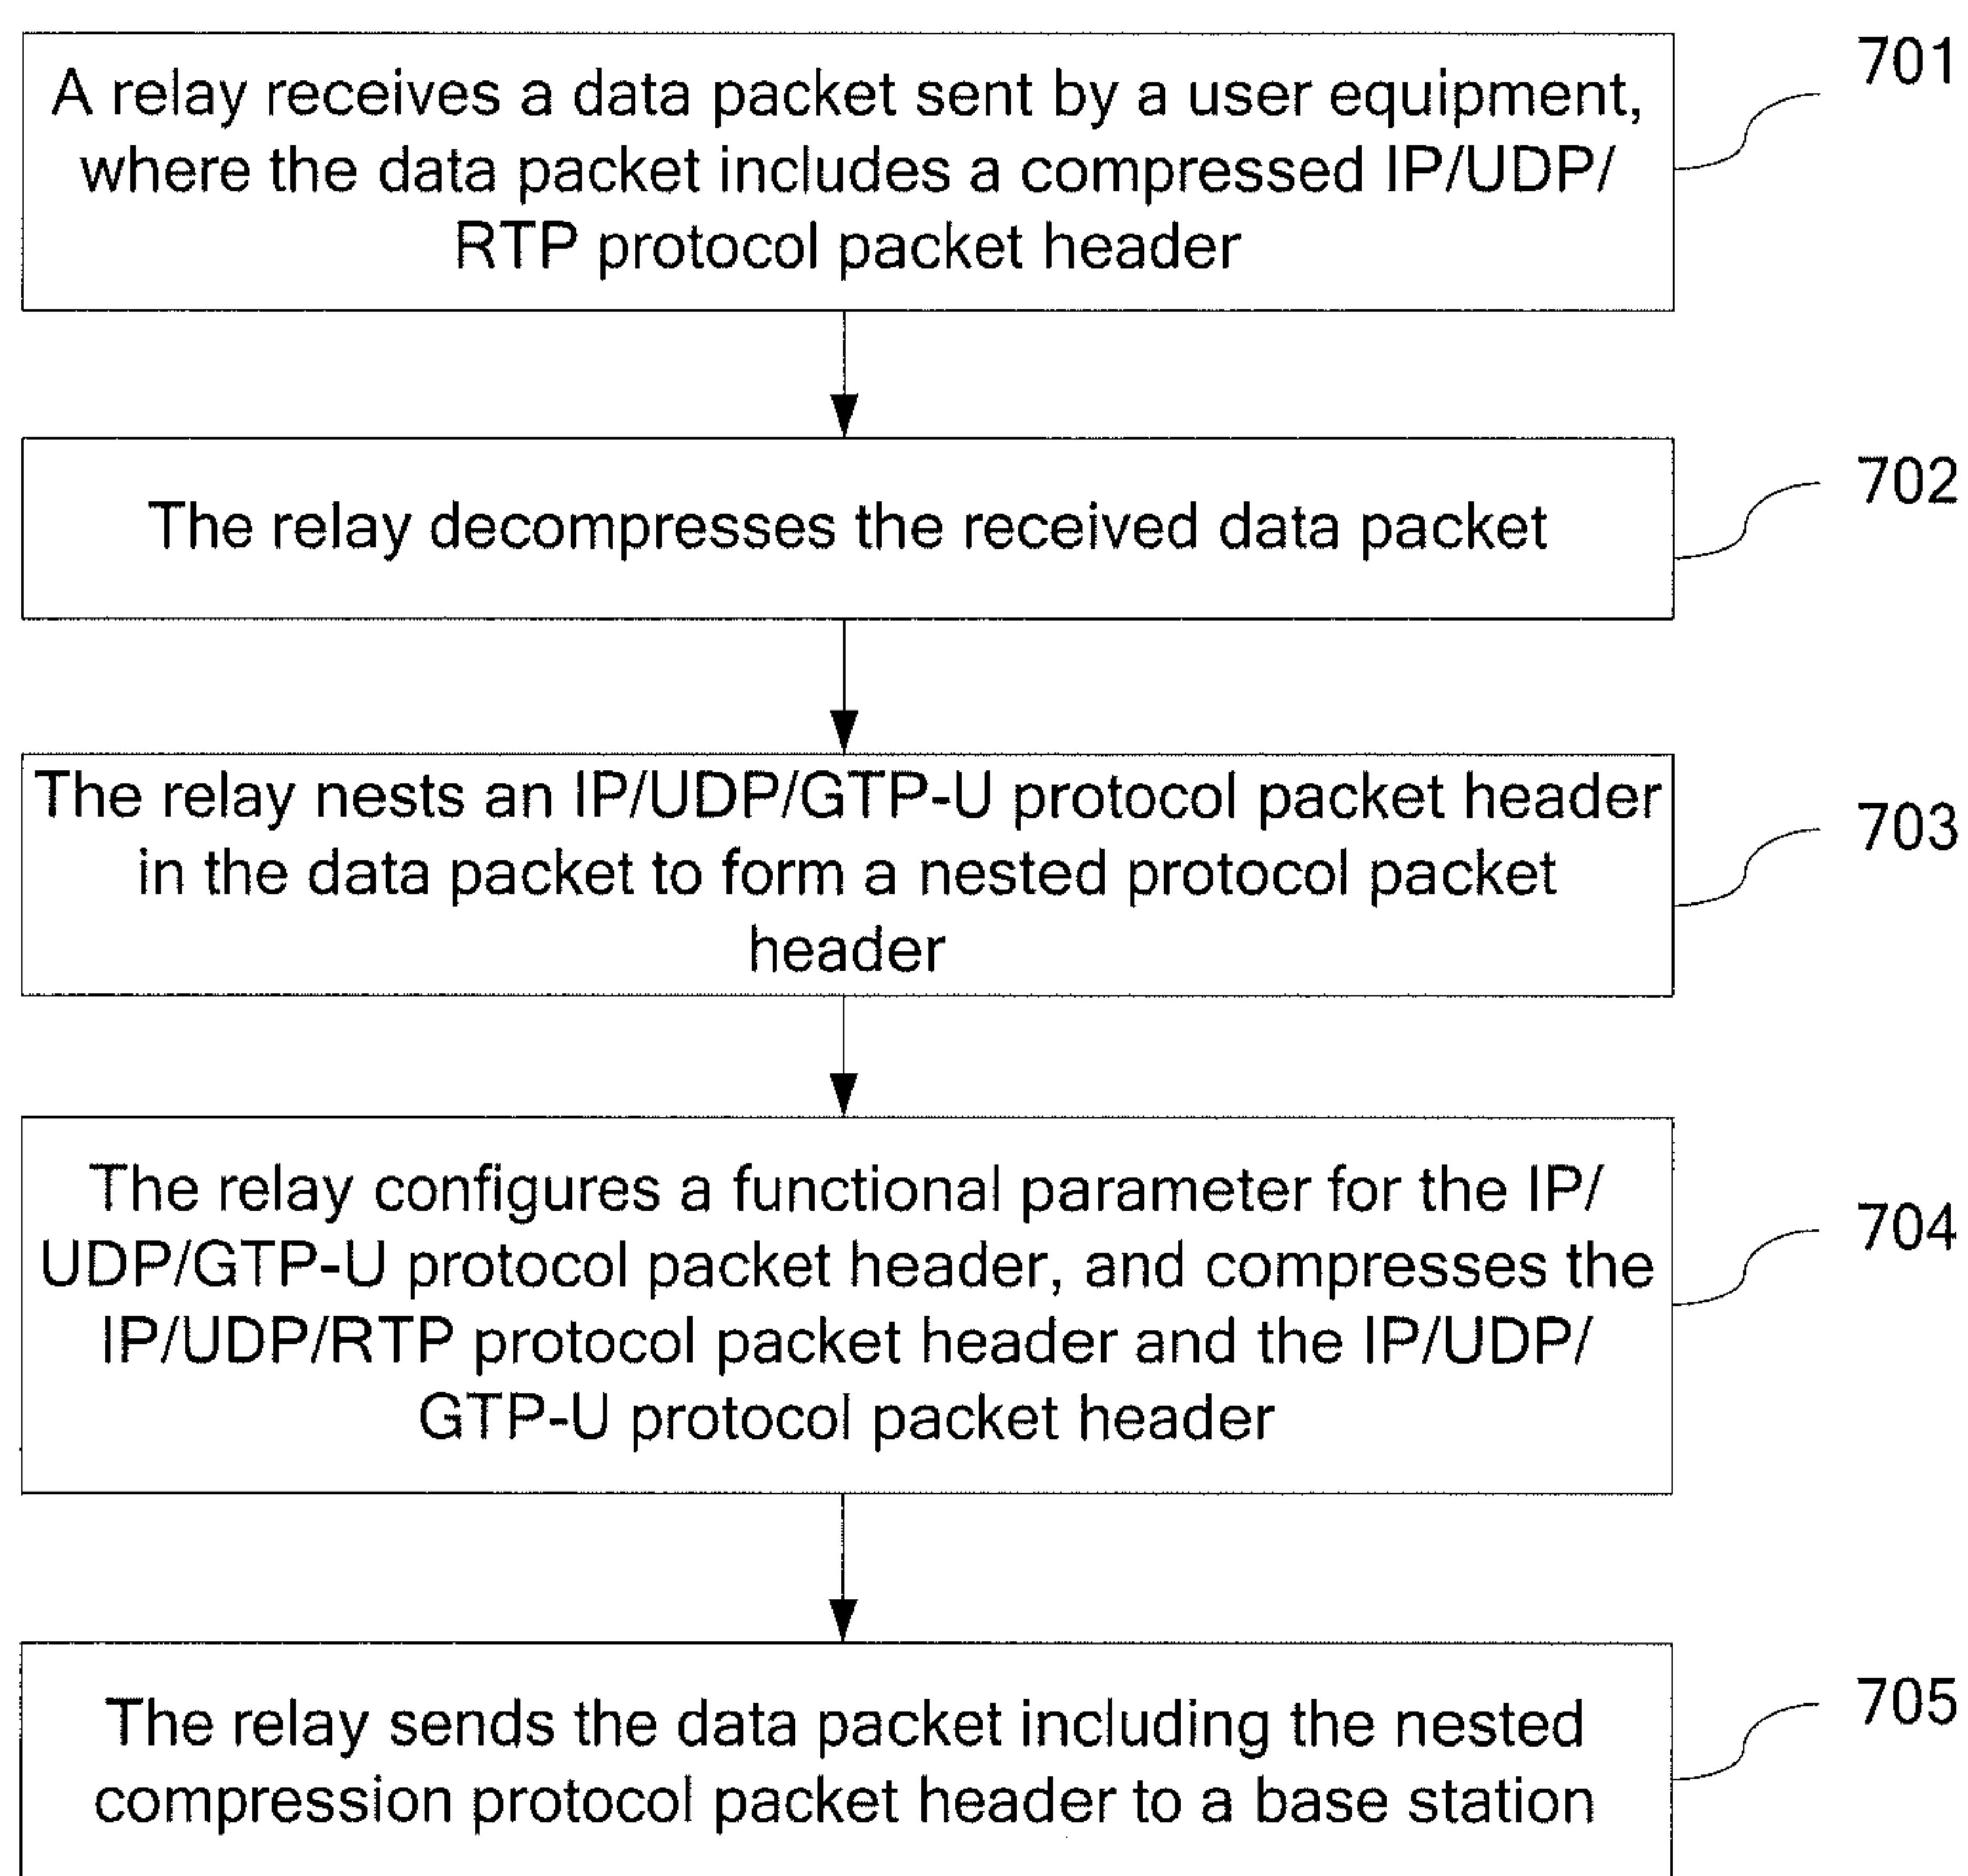 A relay receives a data packet sent by a user equipment,
where the data packet includes a compressed IP/UDP/
RTP protocol packet header
701
The relay decompresses the received data packet
702
The relay nests an IP/UDP/GTP-U protocol packet header
in the data packet to form a nested protocol packet
header
703
The relay configures a functional parameter for the IP/
UDP/GTP-U protocol packet header, and compresses the
IP/UDP/RTP protocol packet header and the IP/UDP/
GTP-U protocol packet header
704
The relay sends the data packet including the nested
compression protocol packet header to a base station
705